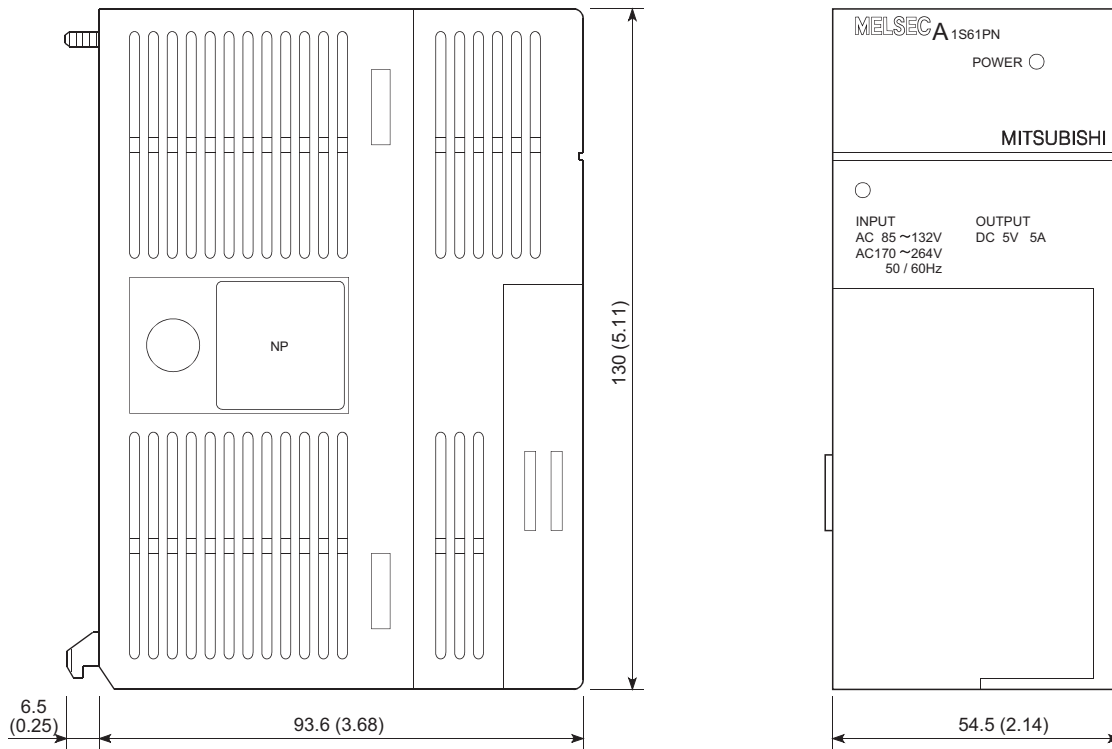 MELSEC A 1S61PN
POWER
MITSUBISHI
INPUT
AC 85 ~132V
AC170 ~264V
50 / 60Hz
OUTPUT
DC 5V 5A
NP
130 (5.11)
6.5
(0.25)
93.6 (3.68)
54.5 (2.14)